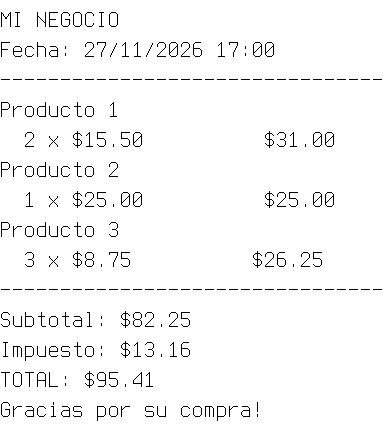 MI NEGOCIO
Fecha: 27/11/2026 17:00
--------------------------------
Producto 1
  2 x $15.50          $31.00
Producto 2
  1 x $25.00          $25.00
Producto 3
  3 x $8.75          $26.25
--------------------------------
Subtotal: $82.25
Impuesto: $13.16
TOTAL: $95.41
Gracias por su compra!